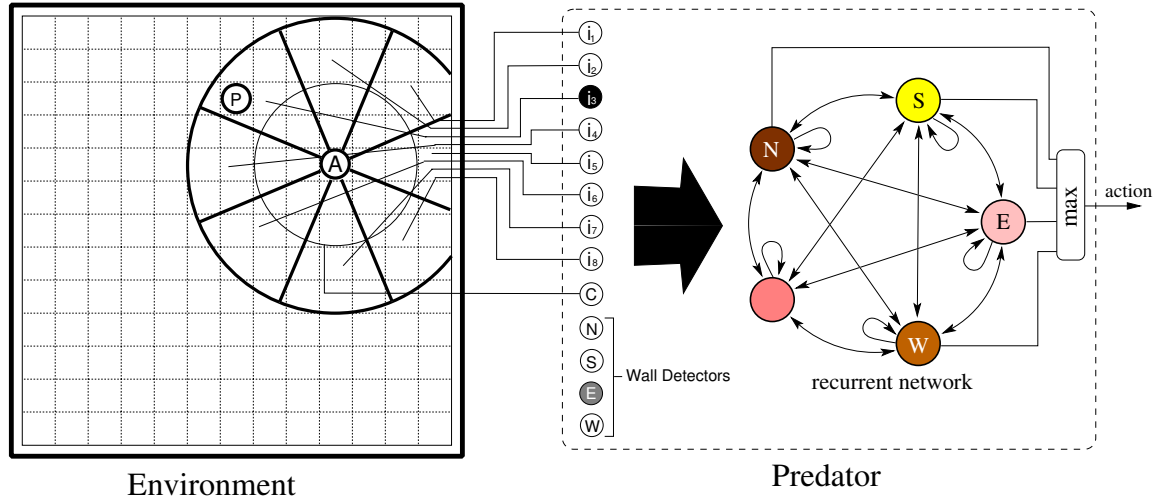 P
A
i1
i2
i3
i4
i5
i6
i7
i8
C
N
S
E
W
Wall Detectors
N
S
E
W
max
action
recurrent network
Environment
Predator